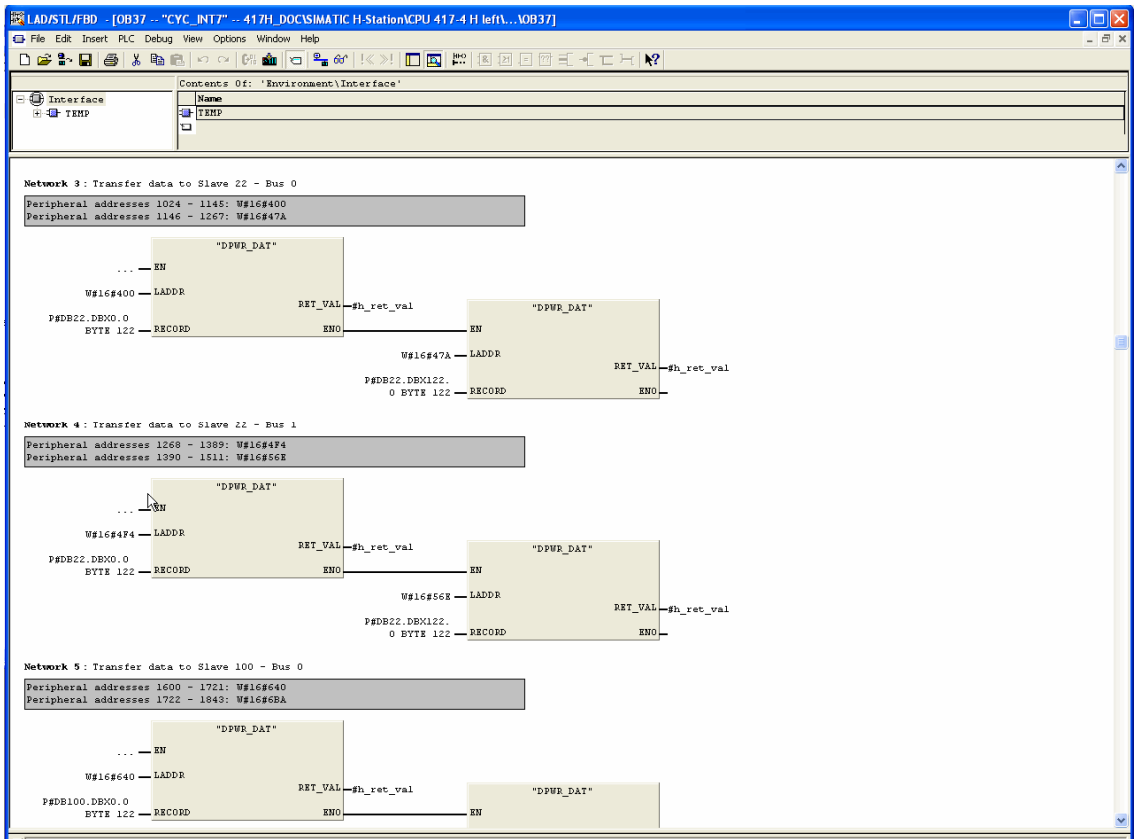 LAD/STL/FBD - [OB37 -- "CYC_INT7" -- 417H_DOC\SIMATIC H-Station\CPU 417-4 H left\...\OB37]
File Edit Insert PLC Debug View Options Window Help
Contents Of: 'Environment\Interface'
Interface
TEMP
Name
TEMP
Network 3: Transfer data to Slave 22 - Bus 0
Peripheral addresses 1024 - 1145: W#16#400
Peripheral addresses 1146 - 1267: W#16#47A
"DPWR_DAT"
... EN
W#16#400 LADDR
RET_VAL #h_ret_val
P#DB22.DBX0.0
BYTE 122 RECORD ENO
"DPWR_DAT"
EN
W#16#47A LADDR
RET_VAL #h_ret_val
P#DB22.DBX122.
0 BYTE 122 RECORD ENO
Network 4: Transfer data to Slave 22 - Bus 1
Peripheral addresses 1268 - 1389: W#16#4F4
Peripheral addresses 1390 - 1511: W#16#56E
"DPWR_DAT"
... EN
W#16#4F4 LADDR
RET_VAL #h_ret_val
P#DB22.DBX0.0
BYTE 122 RECORD ENO
"DPWR_DAT"
EN
W#16#56E LADDR
RET_VAL #h_ret_val
P#DB22.DBX122.
0 BYTE 122 RECORD ENO
Network 5: Transfer data to Slave 100 - Bus 0
Peripheral addresses 1600 - 1721: W#16#640
Peripheral addresses 1722 - 1843: W#16#6BA
"DPWR_DAT"
... EN
W#16#640 LADDR
RET_VAL #h_ret_val
P#DB100.DBX0.0
BYTE 122 RECORD ENO
"DPWR_DAT"
EN